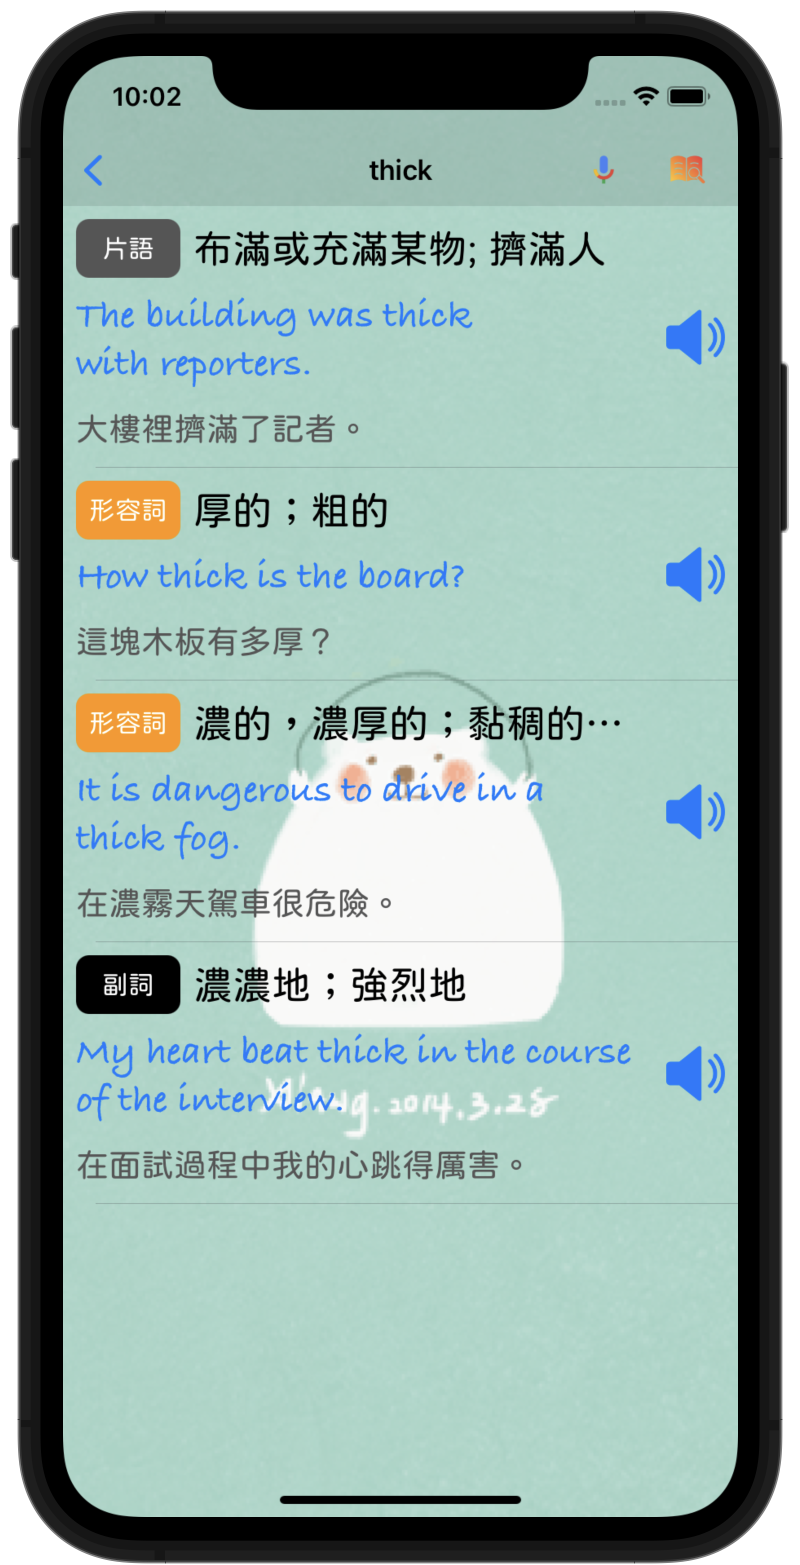 10:02
thick
片語 布滿或充滿某物; 擠滿人
The building was thick
with reporters.
大樓裡擠滿了記者。
形容詞 厚的；粗的
How thick is the board?
這塊木板有多厚？
形容詞 濃的，濃厚的；黏稠的…
It is dangerous to drive in a
thick fog.
在濃霧天駕車很危險。
副詞 濃濃地；強烈地
My heart beat thick in the course
of the interview.
2014.3.28
在面試過程中我的心跳得厲害。